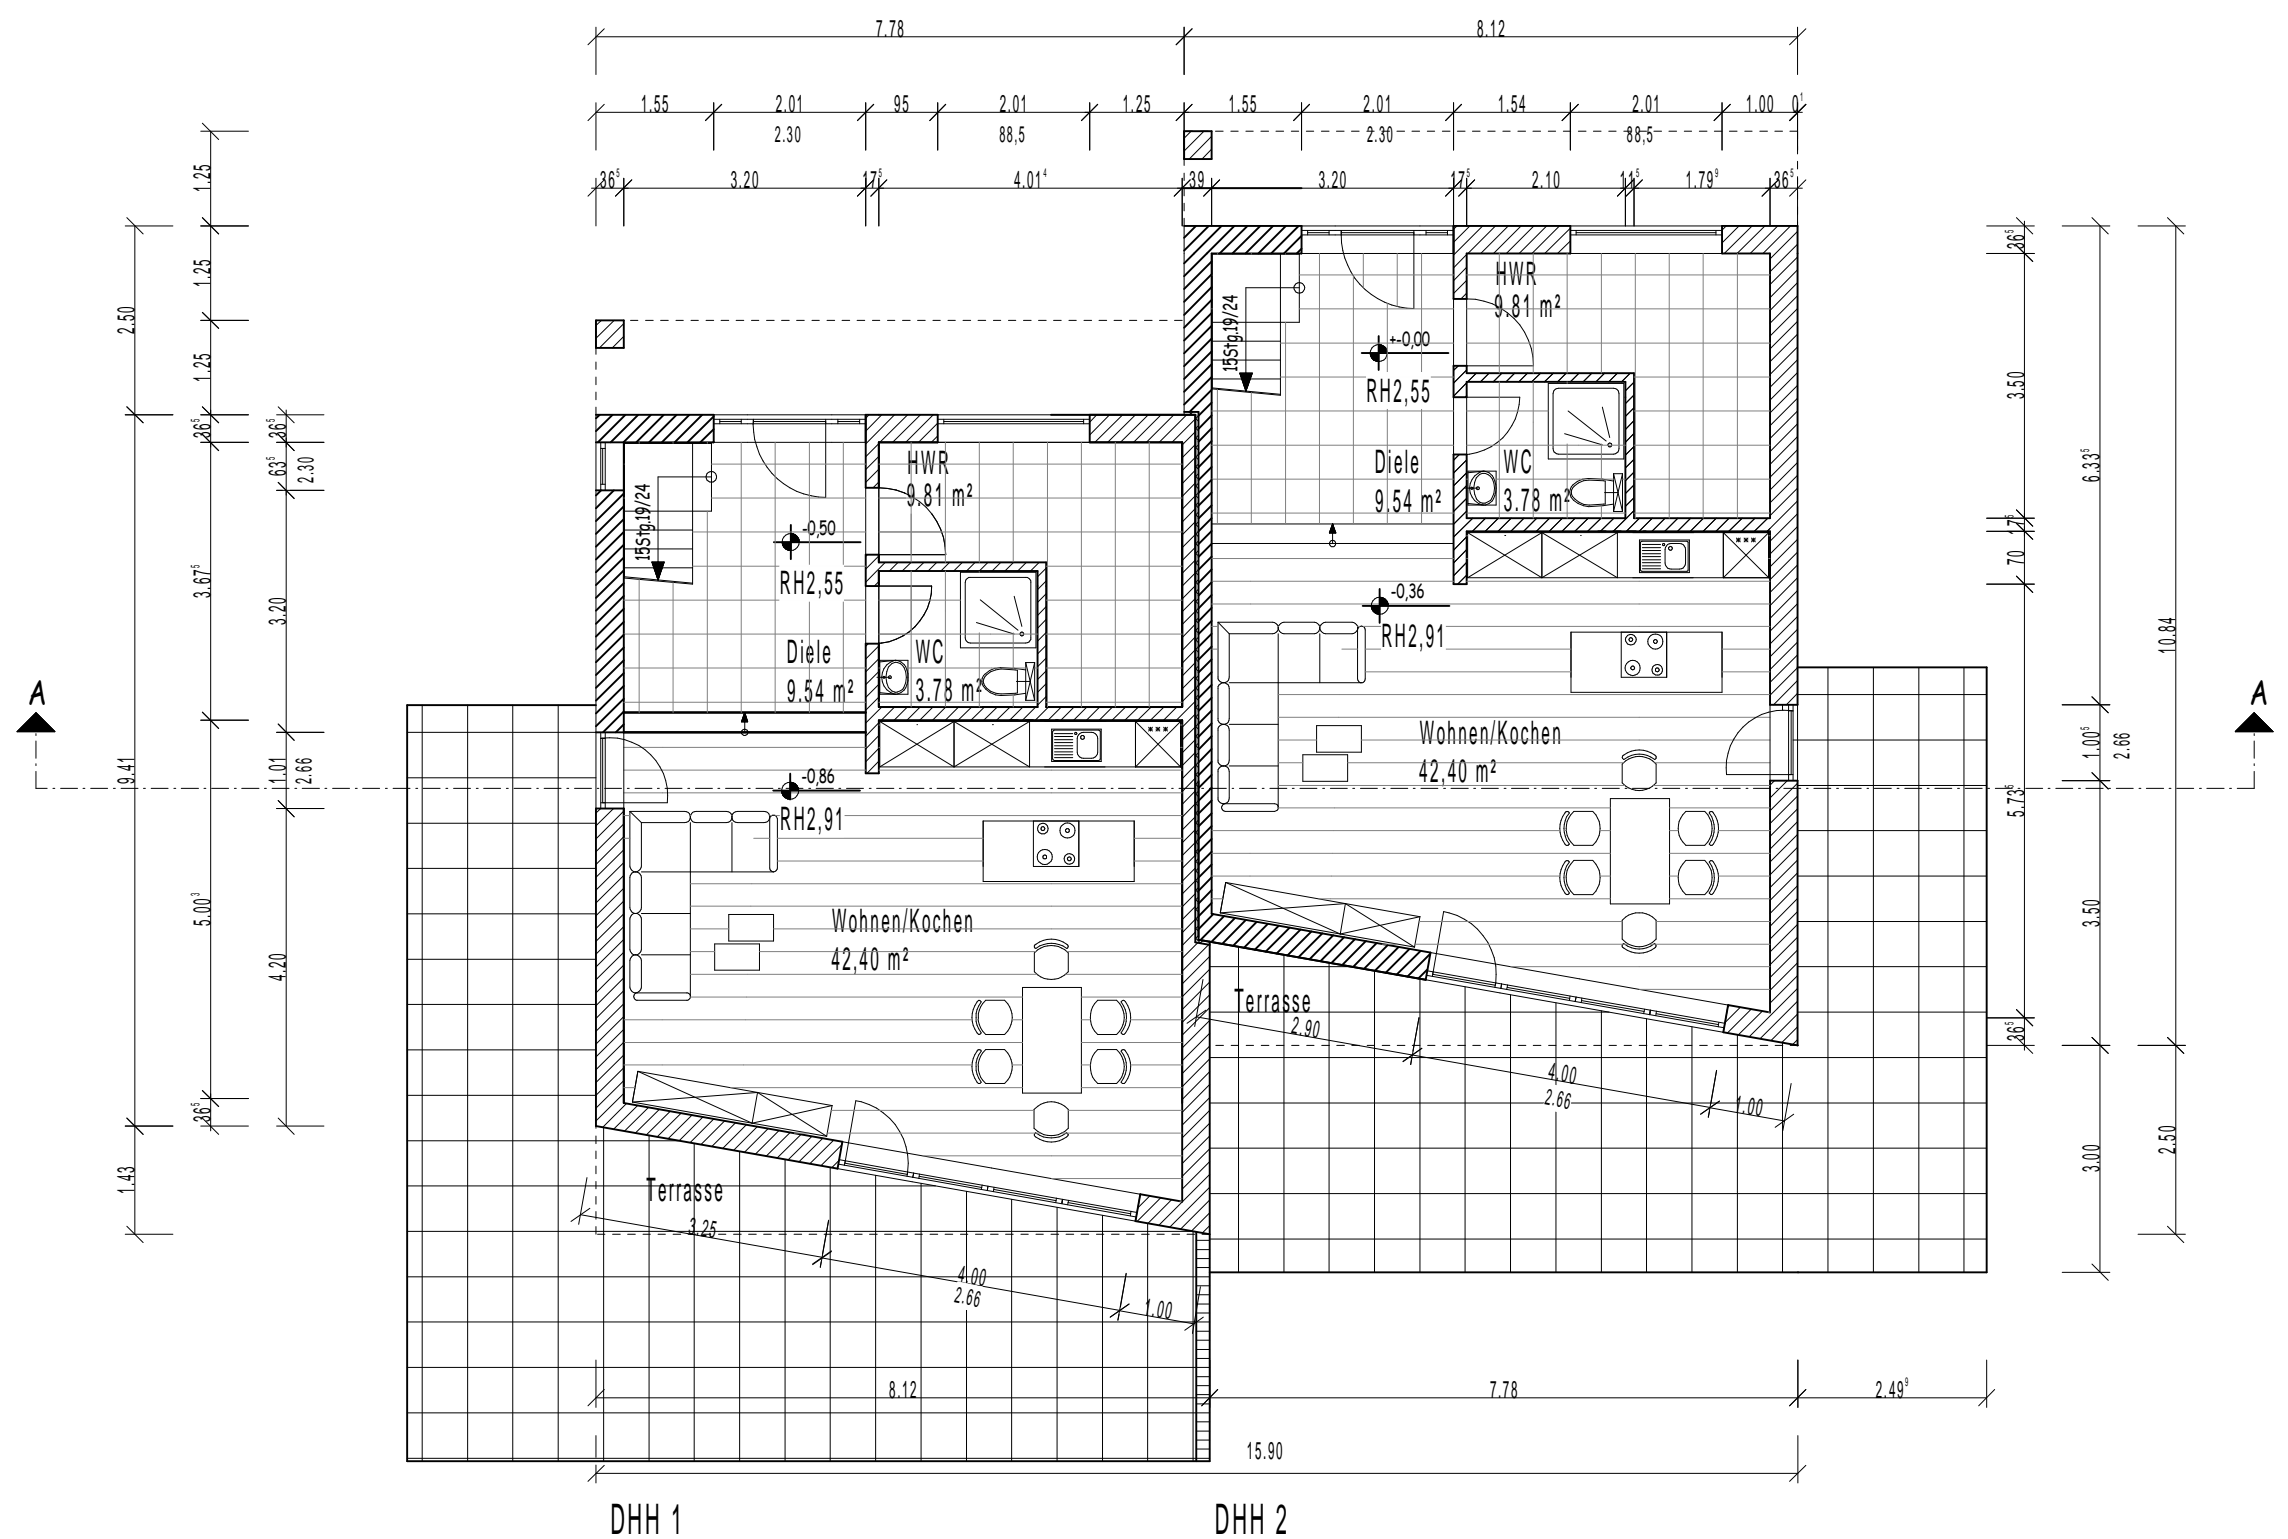 7.78 8.12
1.55 2.01 95 2.01 1.25 1.55 2.01 1.54 2.01 1.00 0¹
2.30 88,5 2.30 88,5
36⁵ 3.20 17⁵ 4.01⁴ 39 3.20 17⁵ 2.10 11⁵ 1.79⁹ 36⁵
1.25
1.25
1.25
2.50
9.41
1.43
36⁵
3.67⁵
5.00³
36⁵
36⁵
63⁵
2.30
3.20
1.01
2.66
4.20
A
15Stg.19/24
-0,50
RH2,55
Diele
9.54 m²
HWR
9.81 m²
WC
3.78 m²
-0,86
RH2,91
Wohnen/Kochen
42,40 m²
Terrasse
3.25
4.00
2.66
1.00
15Stg.19/24
+-0,00
RH2,55
Diele
9.54 m²
HWR
9.81 m²
WC
3.78 m²
-0,36
RH2,91
Wohnen/Kochen
42,40 m²
Terrasse
2.90
4.00
2.66
1.00
36⁵
3.50
17⁵
70
5.73⁵
36⁵
6.33⁵
1.00⁵
2.66
3.50
3.00
10.84
2.50
A
8.12 7.78 2.49⁹
15.90
DHH 1 DHH 2